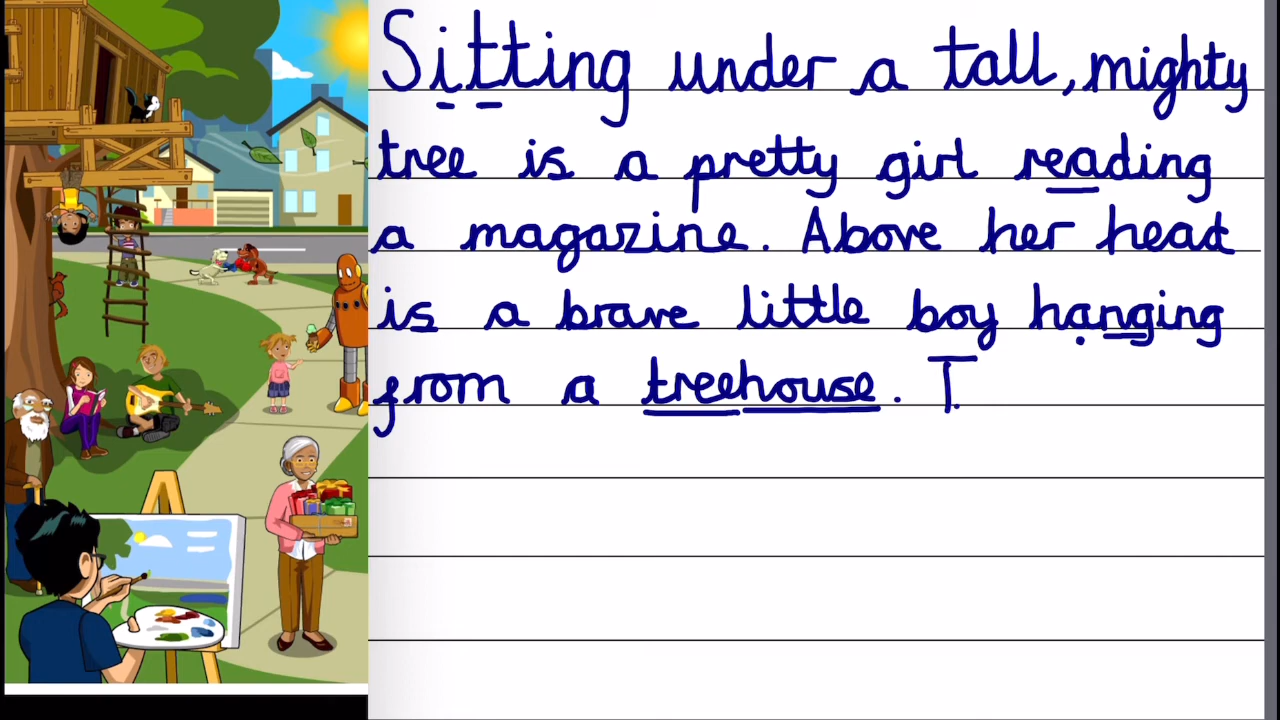 Sitting under a tall, mighty
tree is a pretty girl reading
a magazine. Above her head
is a brave little boy hanging
from a treehouse. T